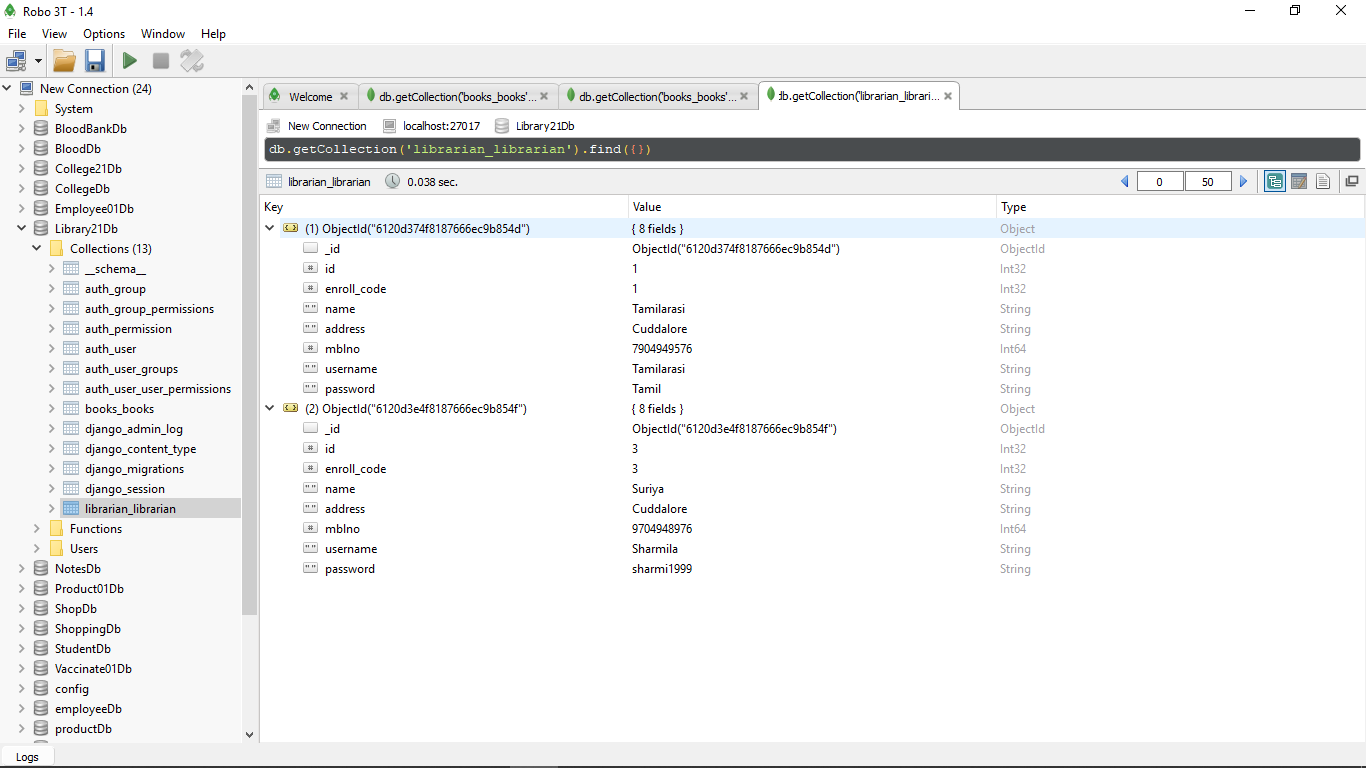 Robo 3T - 1.4
File View Options Window Help
New Connection (24)
System
BloodBankDb
BloodDb
College21Db
CollegeDb
Employee01Db
Library21Db
Collections (13)
__schema__
auth_group
auth_group_permissions
auth_permission
auth_user
auth_user_groups
auth_user_user_permissions
books_books
django_admin_log
django_content_type
django_migrations
django_session
librarian_librarian
Functions
Users
NotesDb
Product01Db
ShopDb
ShoppingDb
StudentDb
Vaccinate01Db
config
employeeDb
productDb
Welcome db.getCollection('books_books'... db.getCollection('books_books'... db.getCollection('librarian_librari...
New Connection localhost:27017 Library21Db
db.getCollection('librarian_librarian').find({})
librarian_librarian 0.038 sec. 0 50
Key Value Type
(1) ObjectId("6120d374f8187666ec9b854d") { 8 fields } Object
_id ObjectId("6120d374f8187666ec9b854d") ObjectId
id 1 Int32
enroll_code 1 Int32
name Tamilarasi String
address Cuddalore String
mblno 7904949576 Int64
username Tamilarasi String
password Tamil String
(2) ObjectId("6120d3e4f8187666ec9b854f") { 8 fields } Object
_id ObjectId("6120d3e4f8187666ec9b854f") ObjectId
id 3 Int32
enroll_code 3 Int32
name Suriya String
address Cuddalore String
mblno 9704948976 Int64
username Sharmila String
password sharmi1999 String
Logs